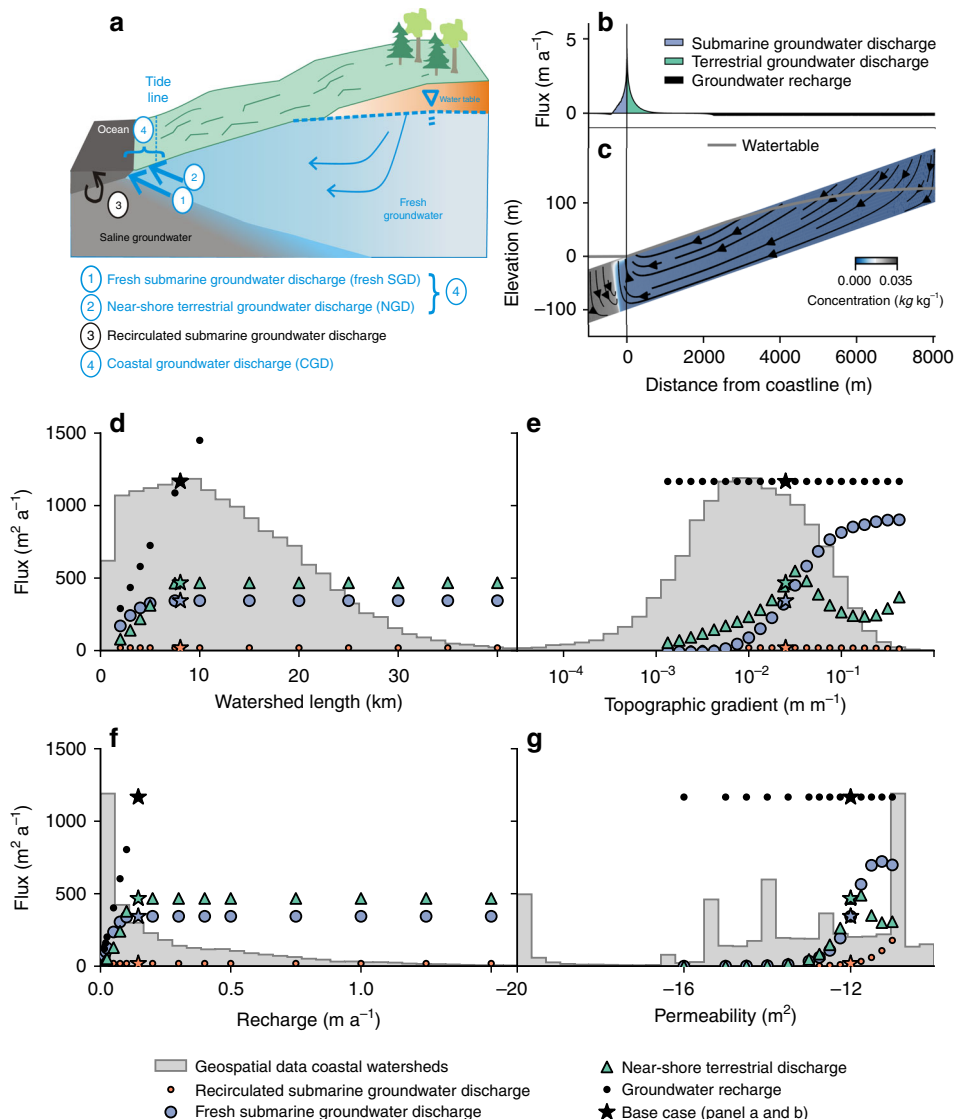 a
Tide
line
Ocean
4
Water table
2
1
3
Fresh
groundwater
Saline groundwater
1 Fresh submarine groundwater discharge (fresh SGD)
2 Near-shore terrestrial groundwater discharge (NGD)
4
3 Recirculated submarine groundwater discharge
4 Coastal groundwater discharge (CGD)
b
Flux (m a⁻¹)
5
0
Submarine groundwater discharge
Terrestrial groundwater discharge
Groundwater recharge
c
Watertable
Elevation (m)
100
0
−100
0.000 0.035
Concentration (kg kg⁻¹)
0 2000 4000 6000 8000
Distance from coastline (m)
d
Flux (m² a⁻¹)
1500
1000
500
0
0 10 20 30
Watershed length (km)
e
10⁻⁴ 10⁻³ 10⁻² 10⁻¹
Topographic gradient (m m⁻¹)
f
Flux (m² a⁻¹)
1500
1000
500
0
0.0 0.5 1.0
Recharge (m a⁻¹)
g
−20 −16 −12
Permeability (m²)
Geospatial data coastal watersheds
Recirculated submarine groundwater discharge
Fresh submarine groundwater discharge
Near-shore terrestrial discharge
Groundwater recharge
Base case (panel a and b)